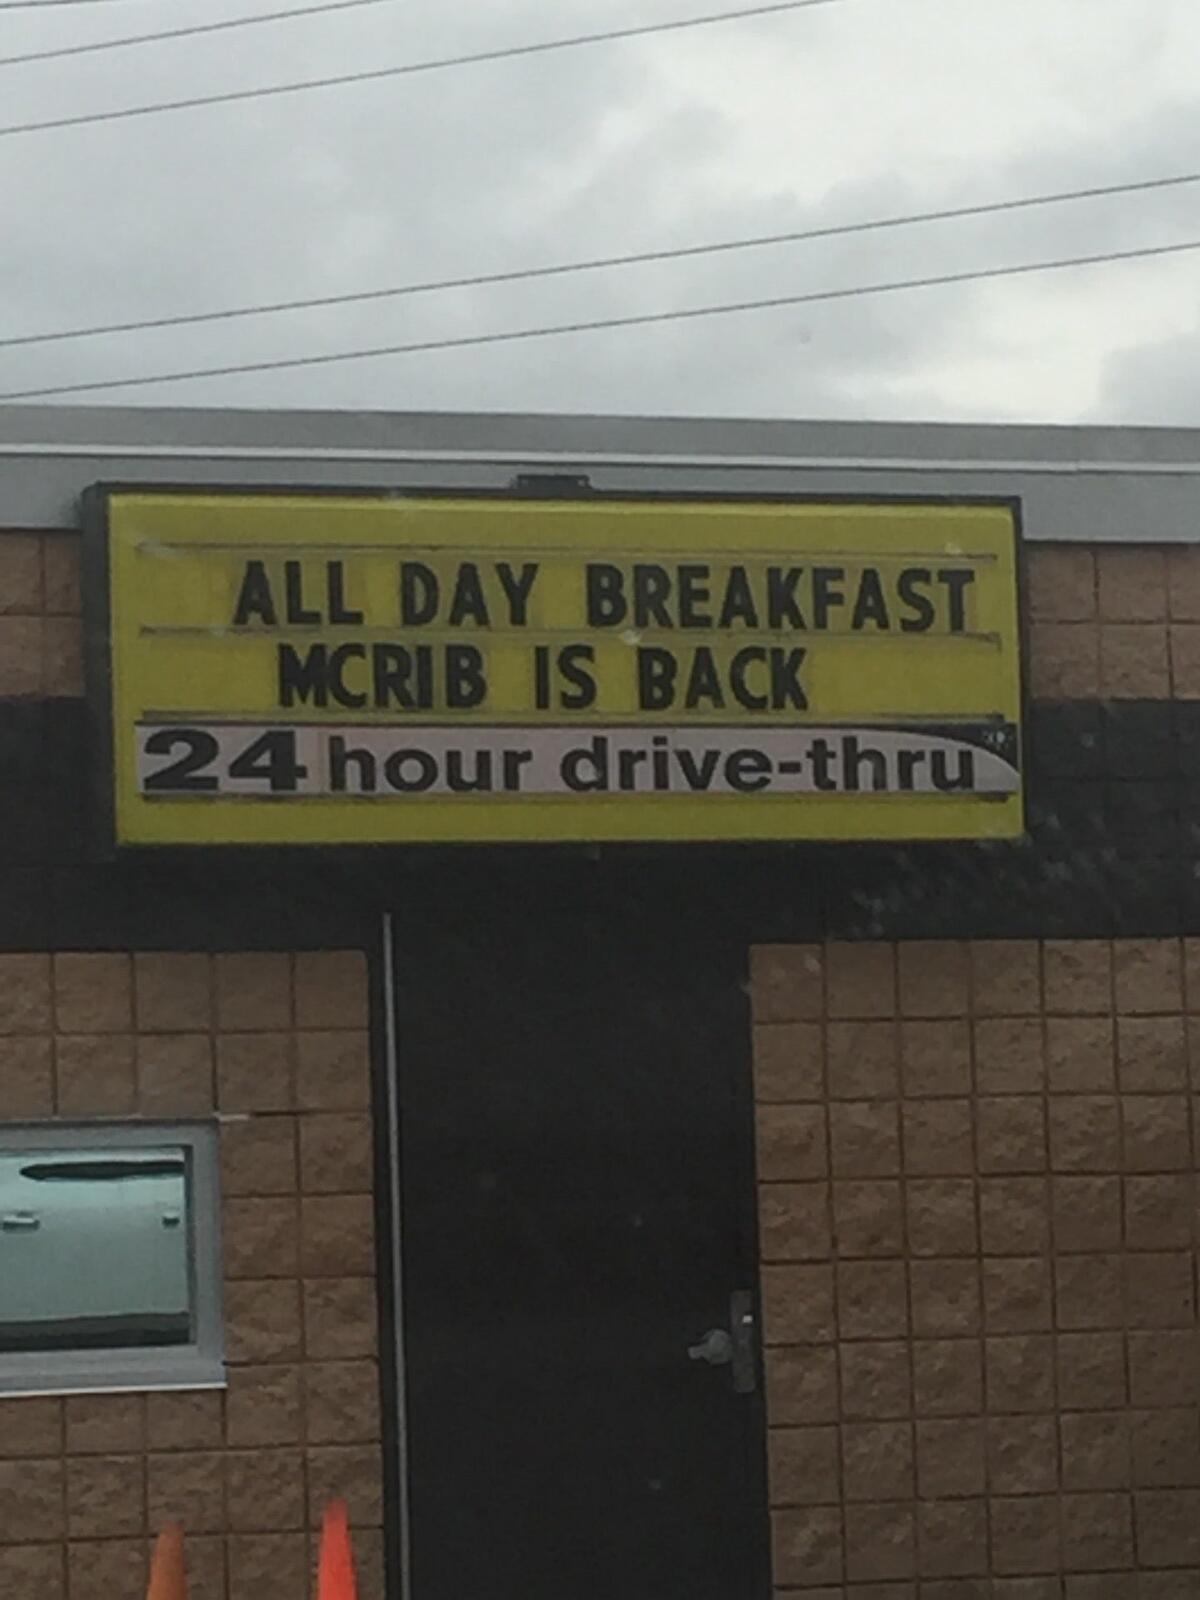 ALL DAY BREAKFAST
MCRIB IS BACK
24 hour drive-thru